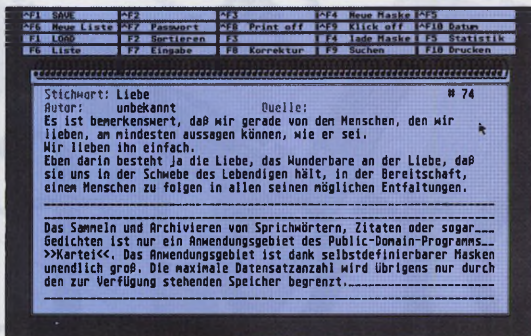 ^F1 SAVE ^F2 ^F3 ^F4 Neue Maske ^F5
^F6 Neue Liste ^F7 Passwort ^F8 Print off ^F9 Klick off ^F10 Datum
F1 LOAD F2 Sortieren F3 F4 lade Maske F5 Statistik
F6 Liste F7 Eingabe F8 Korrektur F9 Suchen F10 Drucken
Stichwort: Liebe # 74
Autor: unbekannt Quelle:
Es ist bemerkenswert, daß wir gerade von dem Menschen, den wir
lieben, am mindesten aussagen können, wie er sei.
Wir lieben ihn einfach.
Eben darin besteht ja die Liebe, das Wunderbare an der Liebe, daß
sie uns in der Schwebe des Lebendigen hält, in der Bereitschaft,
einem Menschen zu folgen in allen seinen möglichen Entfaltungen.
Das Sammeln und Archivieren von Sprichwörtern, Zitaten oder sogar
Gedichten ist nur ein Anwendungsgebiet des Public-Domain-Programms
>>Kartei<<. Das Anwendungsgebiet ist dank selbstdefinierbarer Masken
unendlich groß. Die maximale Datensatzanzahl wird übrigens nur durch
den zur Verfügung stehenden Speicher begrenzt.